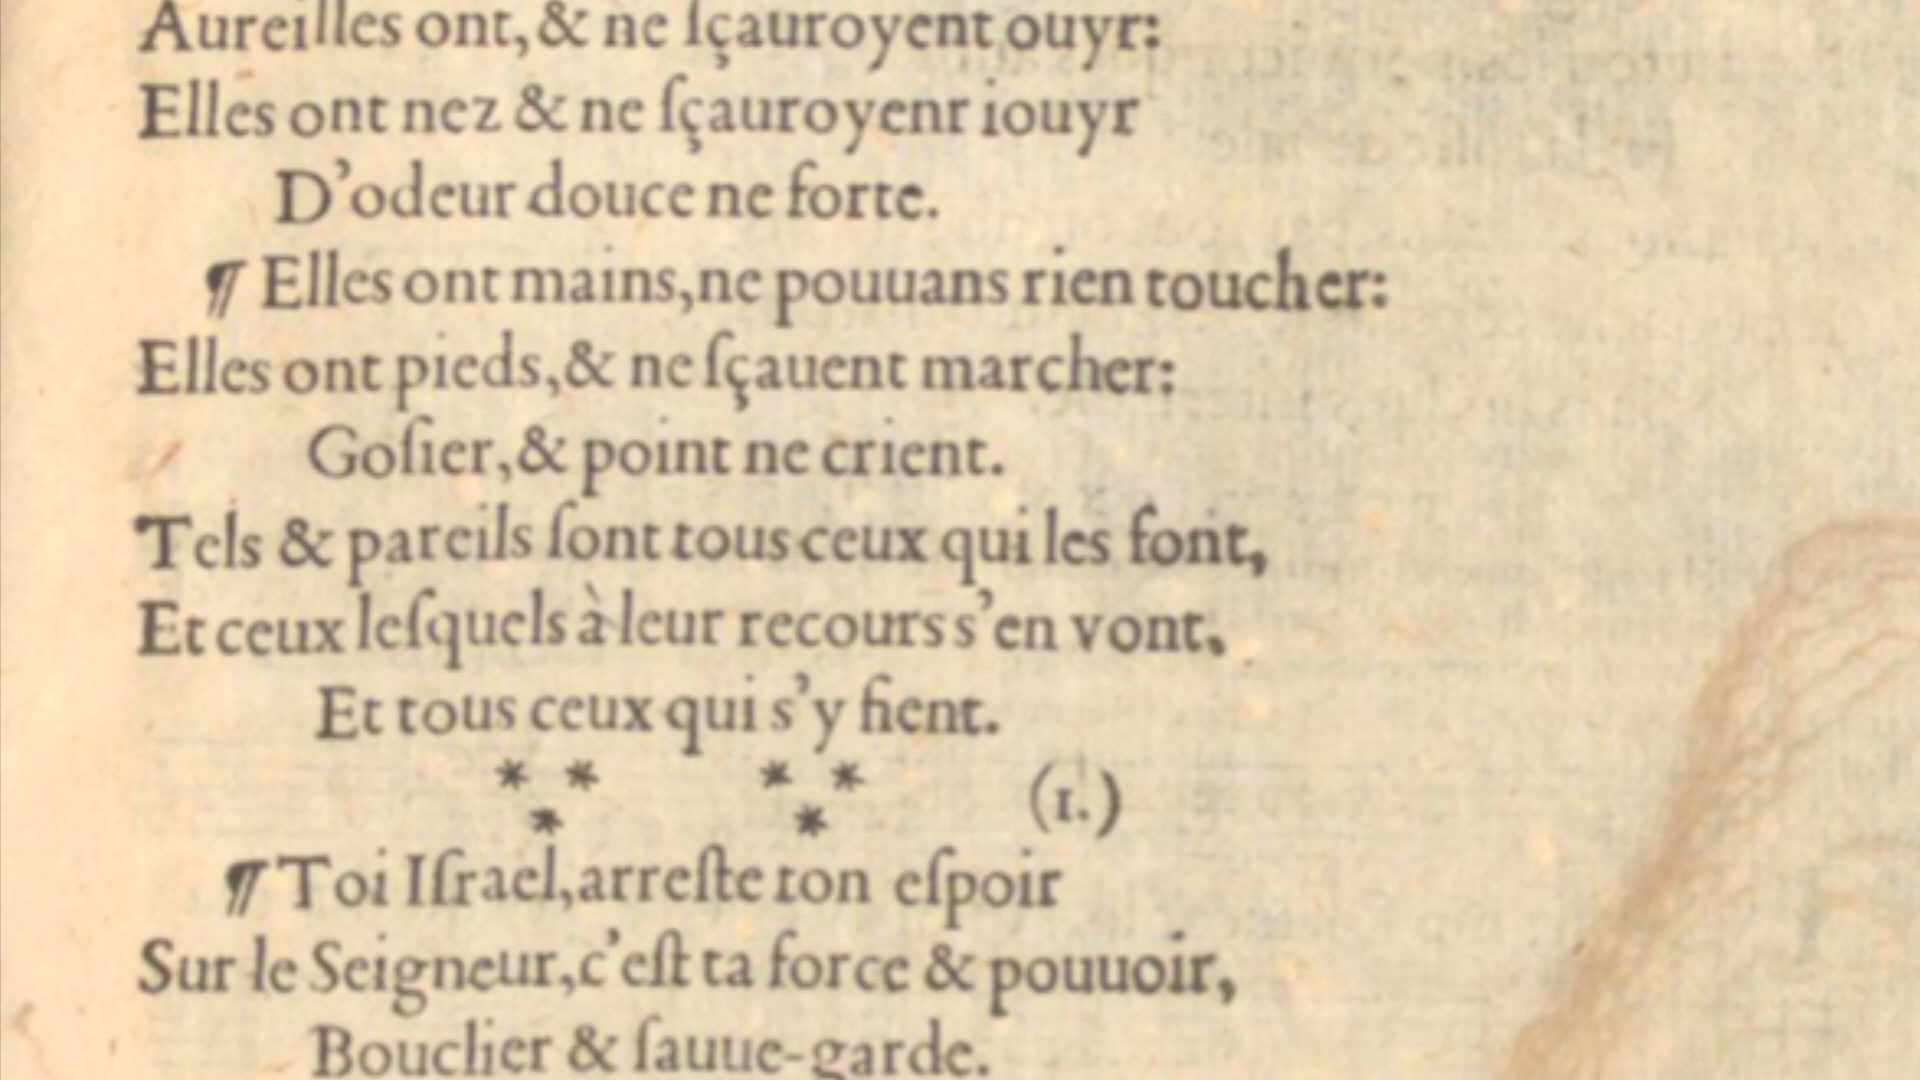 Aureilles ont, & ne ſçauroyent ouyr:
Elles ont nez & ne ſçauroyenr iouyr
D’odeur douce ne forte.
¶ Elles ont mains, ne pouuans rien toucher:
Elles ont pieds, & ne ſçauent marcher:
Goſier, & point ne crient.
Tels & pareils ſont tous ceux qui les font,
Et ceux leſquels à leur recours s’en vont,
Et tous ceux qui s’y fient.
* * * * (1.)
* *
¶ Toi Iſrael, arreſte ton eſpoir
Sur le Seigneur, c’eſt ta force & pouuoir,
Bouclier & ſauue-garde.